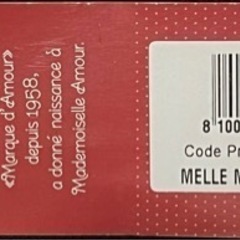 «Marque d'Amour»
depuis 1958,
a donné naissance à
Mademoiselle Amour.
8 100
Code Pr
MELLE M